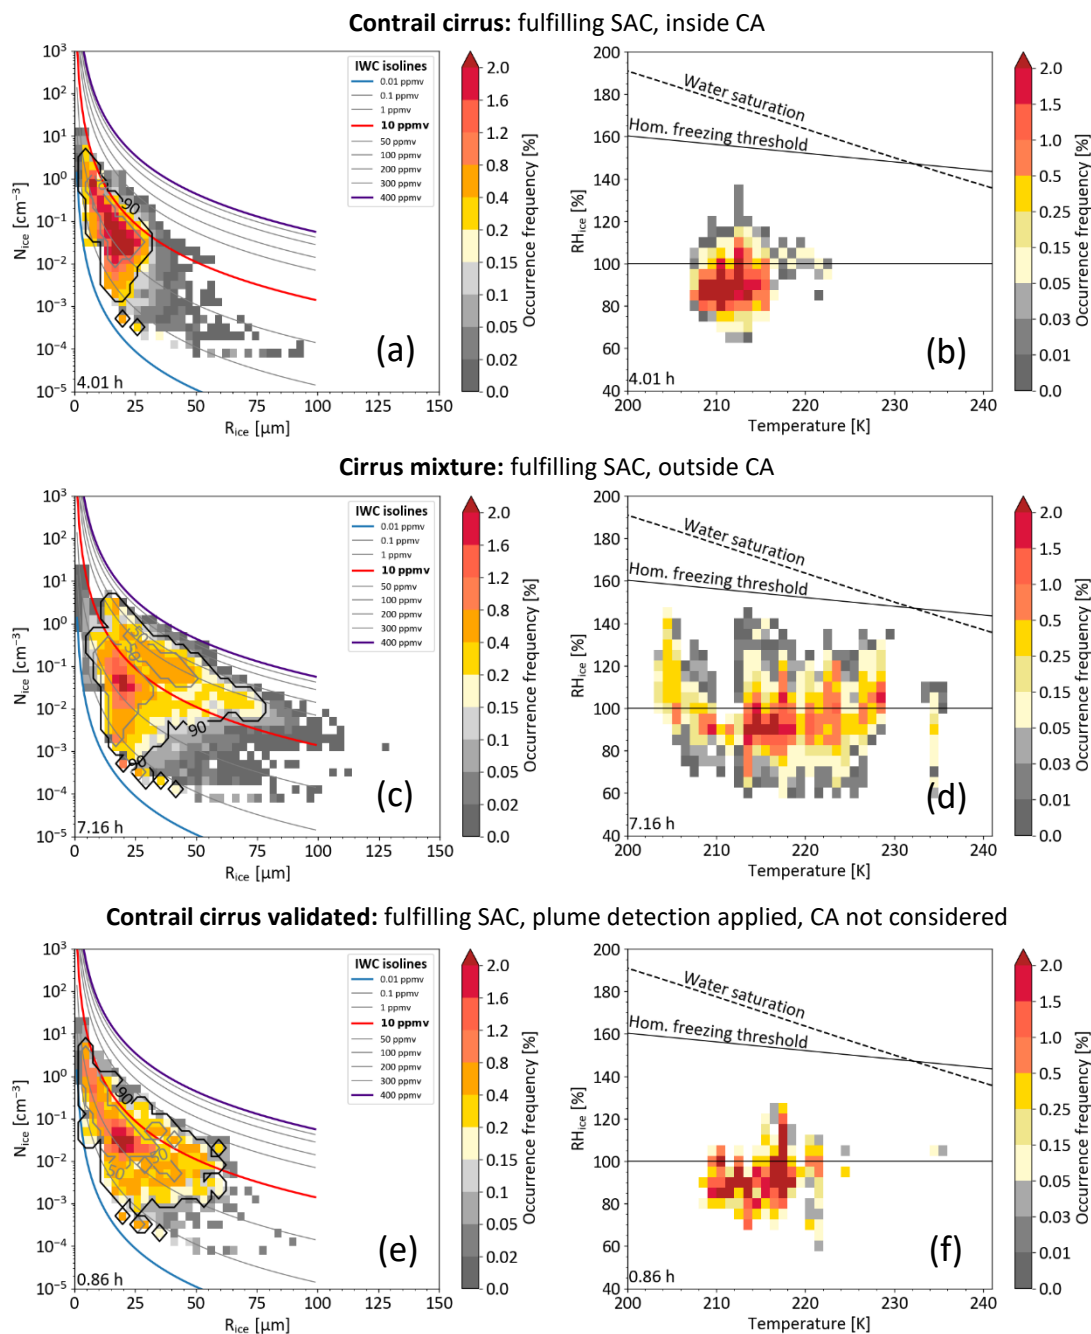 Contrail cirrus: fulfilling SAC, inside CA
10³
10²
10¹
10⁰
10⁻¹
10⁻²
10⁻³
10⁻⁴
10⁻⁵
N_ice [cm⁻³]
IWC isolines
0.01 ppmv
0.1 ppmv
1 ppmv
10 ppmv
50 ppmv
100 ppmv
200 ppmv
300 ppmv
400 ppmv
90
(a)
4.01 h
0 25 50 75 100 125 150
R_ice [μm]
2.0
1.6
1.2
0.8
0.4
0.2
0.15
0.1
0.05
0.02
0.0
Occurrence frequency [%]
200
180
160
140
120
100
80
60
40
RH_ice [%]
Water saturation
Hom. freezing threshold
(b)
4.01 h
200 210 220 230 240
Temperature [K]
2.0
1.5
1.0
0.5
0.25
0.15
0.05
0.03
0.01
0.0
Occurrence frequency [%]
Cirrus mixture: fulfilling SAC, outside CA
10³
10²
10¹
10⁰
10⁻¹
10⁻²
10⁻³
10⁻⁴
10⁻⁵
N_ice [cm⁻³]
IWC isolines
0.01 ppmv
0.1 ppmv
1 ppmv
10 ppmv
50 ppmv
100 ppmv
200 ppmv
300 ppmv
400 ppmv
50
50
90
90
(c)
7.16 h
0 25 50 75 100 125 150
R_ice [μm]
2.0
1.6
1.2
0.8
0.4
0.2
0.15
0.1
0.05
0.02
0.0
Occurrence frequency [%]
200
180
160
140
120
100
80
60
40
RH_ice [%]
Water saturation
Hom. freezing threshold
(d)
7.16 h
200 210 220 230 240
Temperature [K]
2.0
1.5
1.0
0.5
0.25
0.15
0.05
0.03
0.01
0.0
Occurrence frequency [%]
Contrail cirrus validated: fulfilling SAC, plume detection applied, CA not considered
10³
10²
10¹
10⁰
10⁻¹
10⁻²
10⁻³
10⁻⁴
10⁻⁵
N_ice [cm⁻³]
IWC isolines
0.01 ppmv
0.1 ppmv
1 ppmv
10 ppmv
50 ppmv
100 ppmv
200 ppmv
300 ppmv
400 ppmv
90
50
50
(e)
0.86 h
0 25 50 75 100 125 150
R_ice [μm]
2.0
1.6
1.2
0.8
0.4
0.2
0.15
0.1
0.05
0.02
0.0
Occurrence frequency [%]
200
180
160
140
120
100
80
60
40
RH_ice [%]
Water saturation
Hom. freezing threshold
(f)
0.86 h
200 210 220 230 240
Temperature [K]
2.0
1.5
1.0
0.5
0.25
0.15
0.05
0.03
0.01
0.0
Occurrence frequency [%]